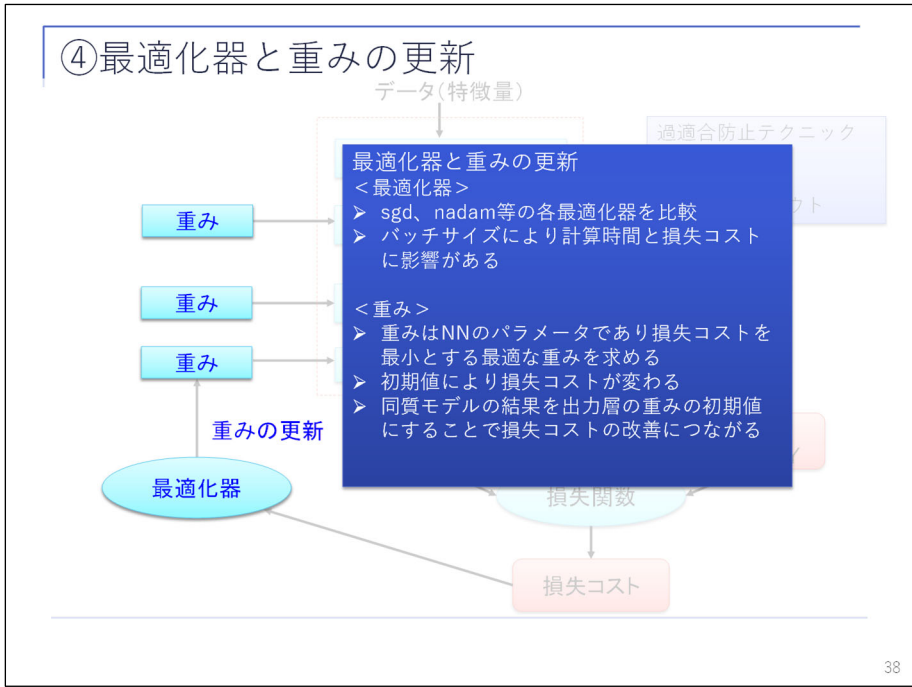 ④最適化器と重みの更新
データ(特徴量)
過適合防止テクニック
最適化器と重みの更新
＜最適化器＞
➢ sgd、nadam等の各最適化器を比較
➢ バッチサイズにより計算時間と損失コスト
に影響がある
＜重み＞
➢ 重みはNNのパラメータであり損失コストを
最小とする最適な重みを求める
➢ 初期値により損失コストが変わる
➢ 同質モデルの結果を出力層の重みの初期値
にすることで損失コストの改善につながる
重み
重み
重み
重みの更新
最適化器
損失関数
損失コスト
38